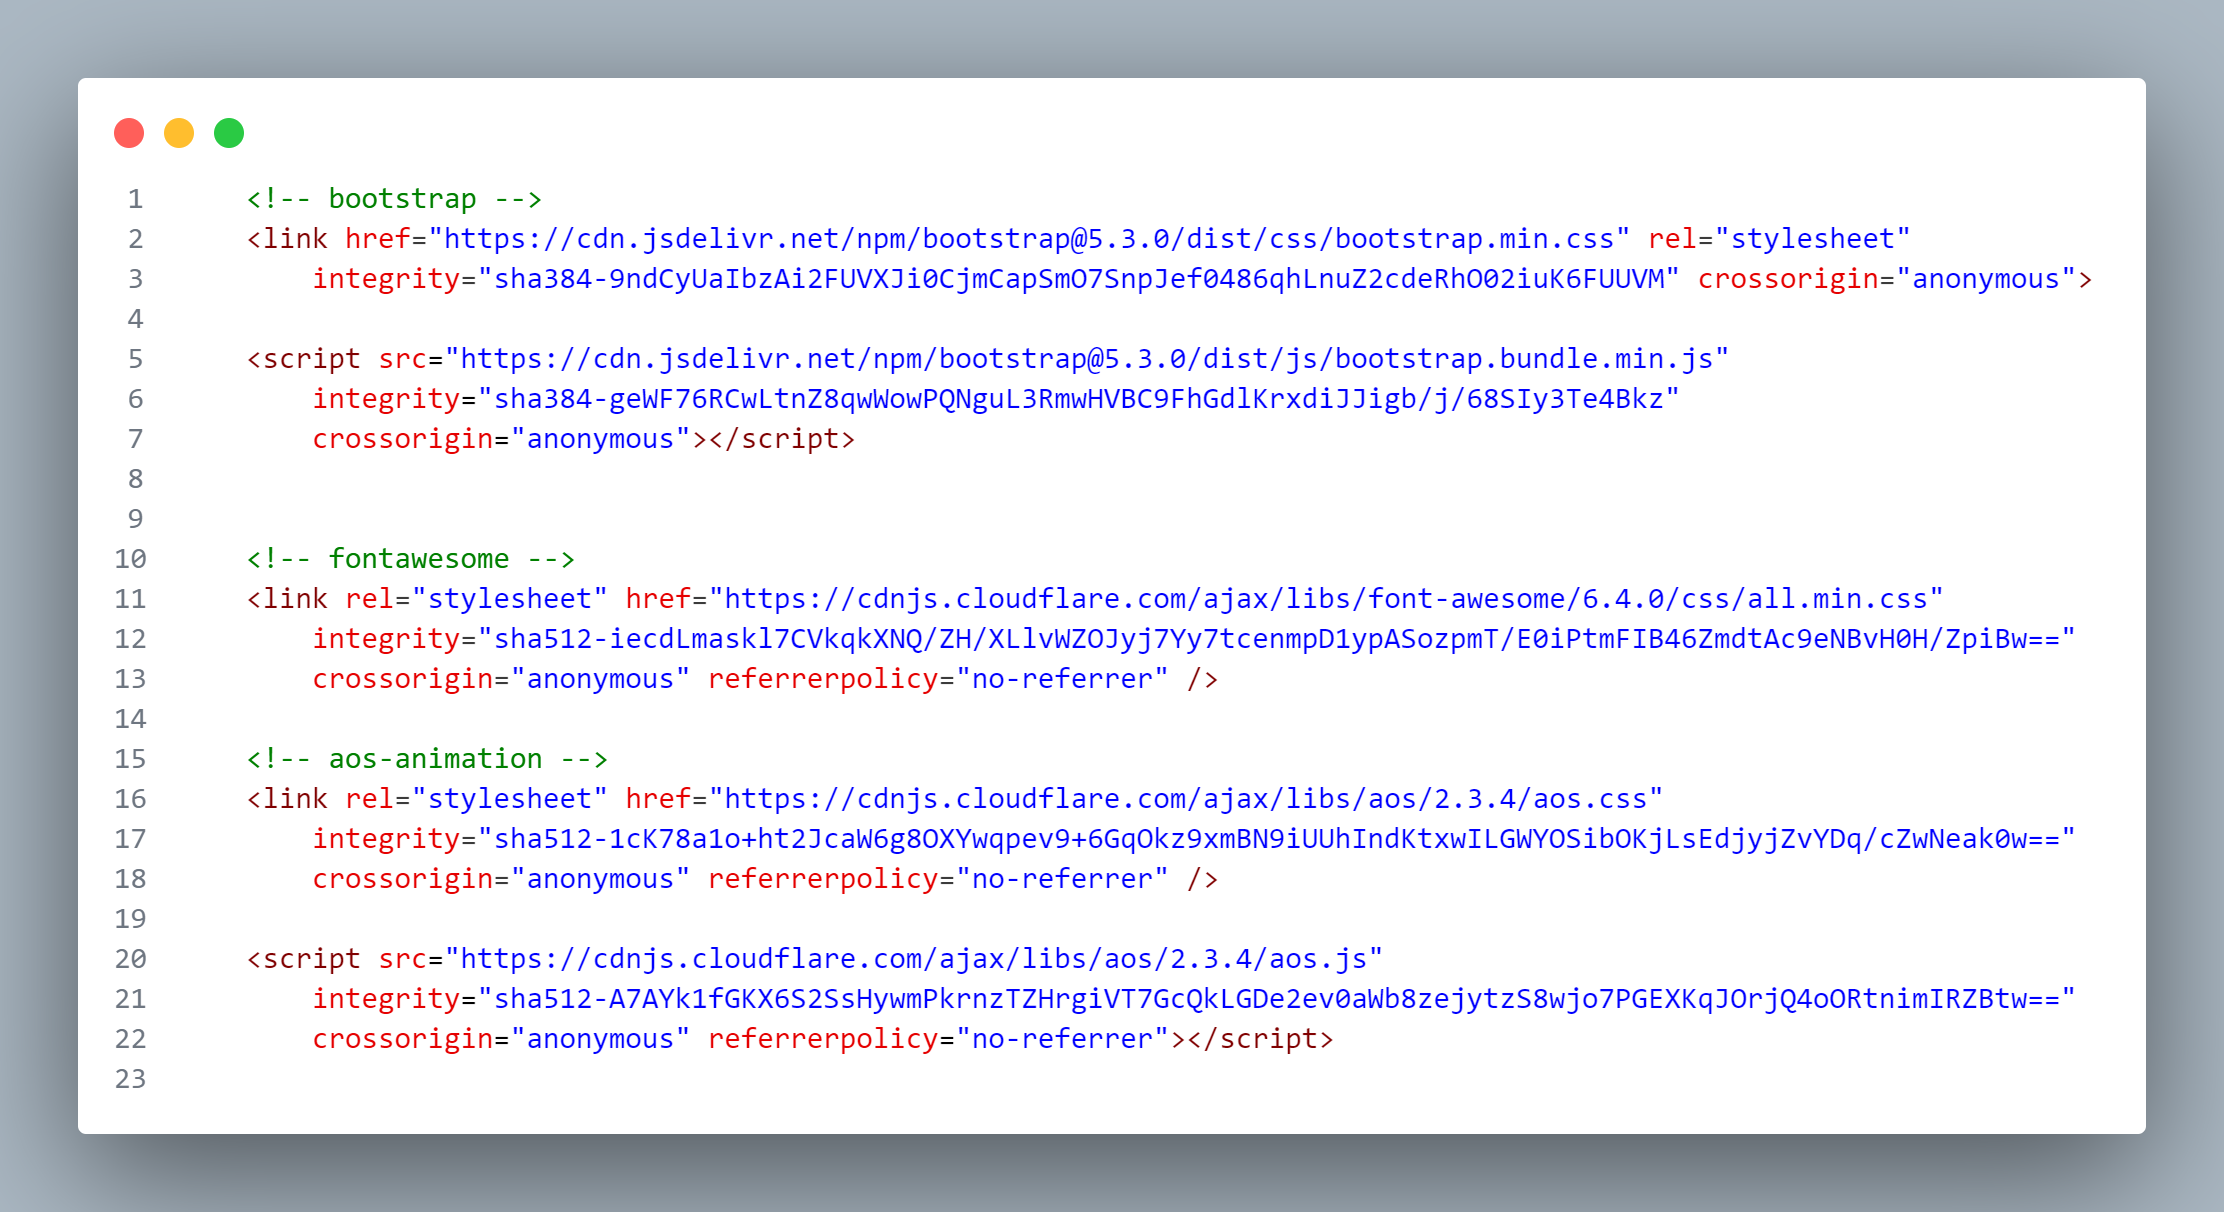 1 <!-- bootstrap -->
2 <link href="https://cdn.jsdelivr.net/npm/bootstrap@5.3.0/dist/css/bootstrap.min.css" rel="stylesheet"
3 integrity="sha384-9ndCyUaIbzAi2FUVXJi0CjmCapSmO7SnpJef0486qhLnuZ2cdeRhO02iuK6FUUVM" crossorigin="anonymous">
4
5 <script src="https://cdn.jsdelivr.net/npm/bootstrap@5.3.0/dist/js/bootstrap.bundle.min.js"
6 integrity="sha384-geWF76RCwLtnZ8qwWowPQNguL3RmwHVBC9FhGdlKrxdiJJigb/j/68SIy3Te4Bkz"
7 crossorigin="anonymous"></script>
8
9
10 <!-- fontawesome -->
11 <link rel="stylesheet" href="https://cdnjs.cloudflare.com/ajax/libs/font-awesome/6.4.0/css/all.min.css"
12 integrity="sha512-iecdLmaskl7CVkqkXNQ/ZH/XLlvWZOJyj7Yy7tcenmpD1ypASozpmT/E0iPtmFIB46ZmdtAc9eNBvH0H/ZpiBw=="
13 crossorigin="anonymous" referrerpolicy="no-referrer" />
14
15 <!-- aos-animation -->
16 <link rel="stylesheet" href="https://cdnjs.cloudflare.com/ajax/libs/aos/2.3.4/aos.css"
17 integrity="sha512-1cK78a1o+ht2JcaW6g8OXYwqpev9+6GqOkz9xmBN9iUUhIndKtxwILGWYOSibOKjLsEdjyjZvYDq/cZwNeak0w=="
18 crossorigin="anonymous" referrerpolicy="no-referrer" />
19
20 <script src="https://cdnjs.cloudflare.com/ajax/libs/aos/2.3.4/aos.js"
21 integrity="sha512-A7AYk1fGKX6S2SsHywmPkrnzTZHrgiVT7GcQkLGDe2ev0aWb8zejytzS8wjo7PGEXKqJOrjQ4oORtnimIRZBtw=="
22 crossorigin="anonymous" referrerpolicy="no-referrer"></script>
23